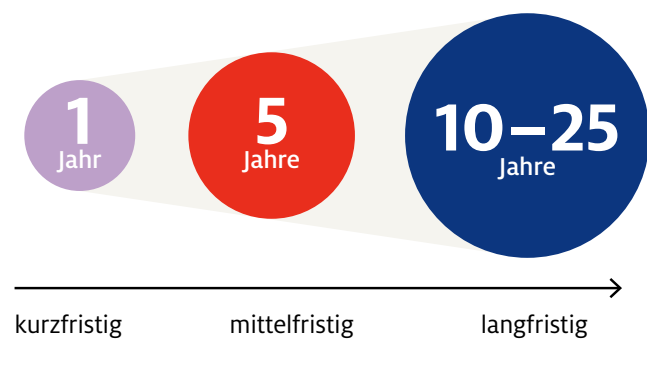 1
Jahr
5
Jahre
10–25
Jahre
kurzfristig
mittelfristig
langfristig